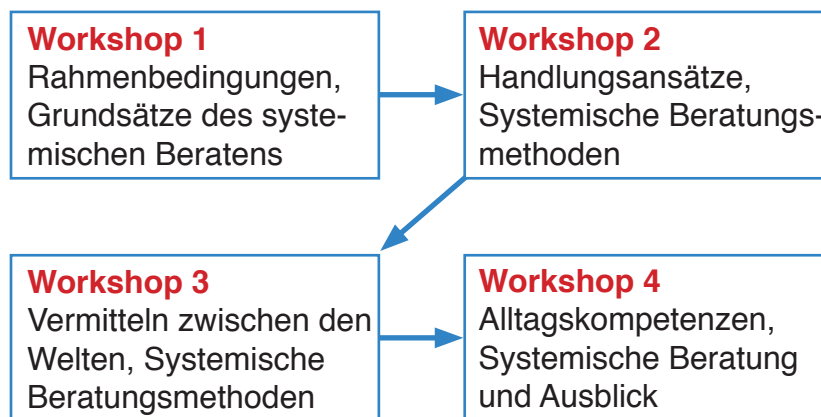 Workshop 1
Rahmenbedingungen,
Grundsätze des syste-
mischen Beratens
Workshop 2
Handlungsansätze,
Systemische Beratungs-
methoden
Workshop 3
Vermitteln zwischen den
Welten, Systemische
Beratungsmethoden
Workshop 4
Alltagskompetenzen,
Systemische Beratung
und Ausblick